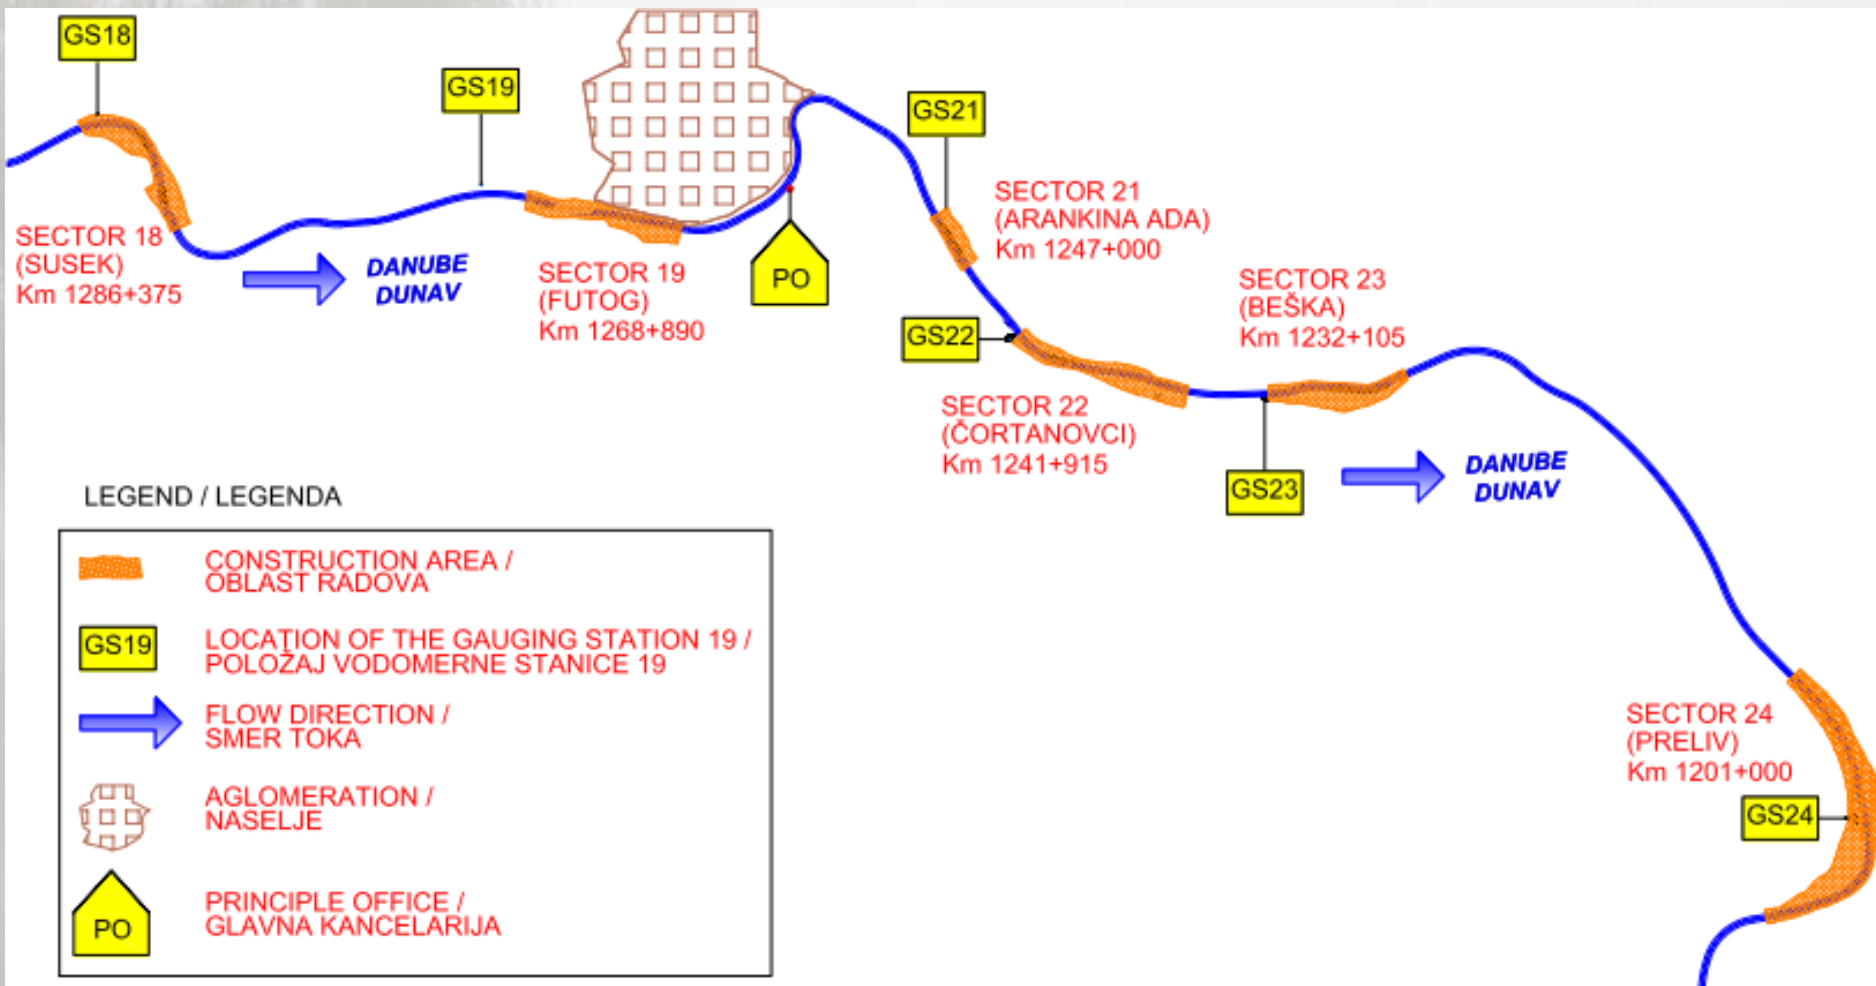 GS18
GS19
GS21
SECTOR 18
(SUSEK)
Km 1286+375
DANUBE
DUNAV
SECTOR 19
(FUTOG)
Km 1268+890
PO
SECTOR 21
(ARANKINA ADA)
Km 1247+000
GS22
SECTOR 22
(ČORTANOVCI)
Km 1241+915
SECTOR 23
(BEŠKA)
Km 1232+105
GS23
DANUBE
DUNAV
SECTOR 24
(PRELIV)
Km 1201+000
GS24
LEGEND / LEGENDA
CONSTRUCTION AREA /
OBLAST RADOVA
GS19
LOCATION OF THE GAUGING STATION 19 /
POLOŽAJ VODOMERNE STANICE 19
FLOW DIRECTION /
SMER TOKA
AGLOMERATION /
NASELJE
PO
PRINCIPLE OFFICE /
GLAVNA KANCELARIJA